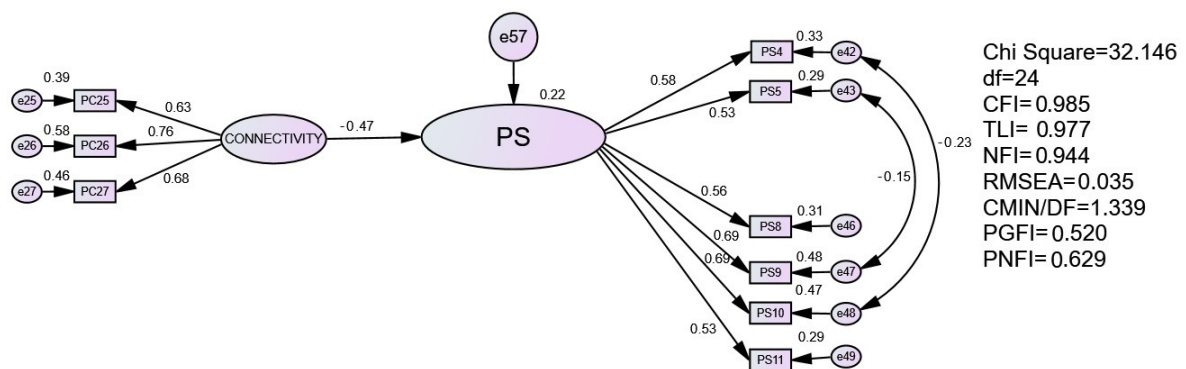 e57
0.33
PS4
e42
0.58
0.29
PS5
e43
0.53
0.39
e25
PC25
0.63
0.22
0.58
e26
PC26
0.76
CONNECTIVITY
-0.47
PS
0.46
e27
PC27
0.68
-0.23
-0.15
0.56
0.31
PS8
e46
0.69
0.48
PS9
e47
0.69
0.47
PS10
e48
0.53
0.29
PS11
e49
Chi Square=32.146
df=24
CFI= 0.985
TLI= 0.977
NFI= 0.944
RMSEA=0.035
CMIN/DF=1.339
PGFI= 0.520
PNFI= 0.629